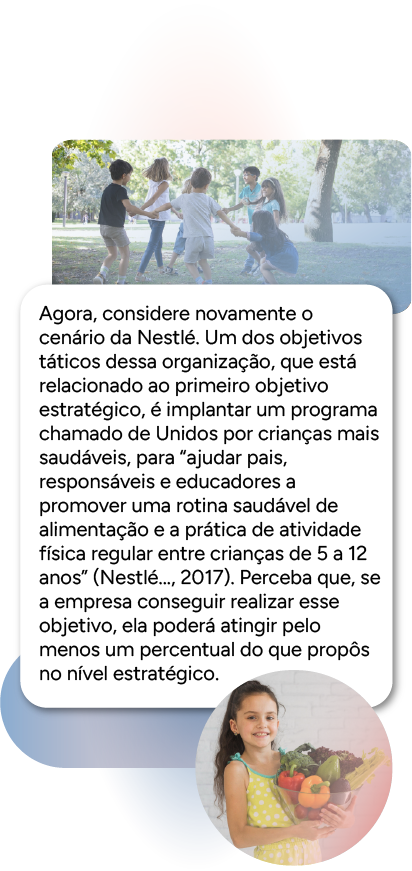 Agora, considere novamente o
cenário da Nestlé. Um dos objetivos
táticos dessa organização, que está
relacionado ao primeiro objetivo
estratégico, é implantar um programa
chamado de Unidos por crianças mais
saudáveis, para “ajudar pais,
responsáveis e educadores a
promover uma rotina saudável de
alimentação e a prática de atividade
física regular entre crianças de 5 a 12
anos” (Nestlé..., 2017). Perceba que, se
a empresa conseguir realizar esse
objetivo, ela poderá atingir pelo
menos um percentual do que propôs
no nível estratégico.